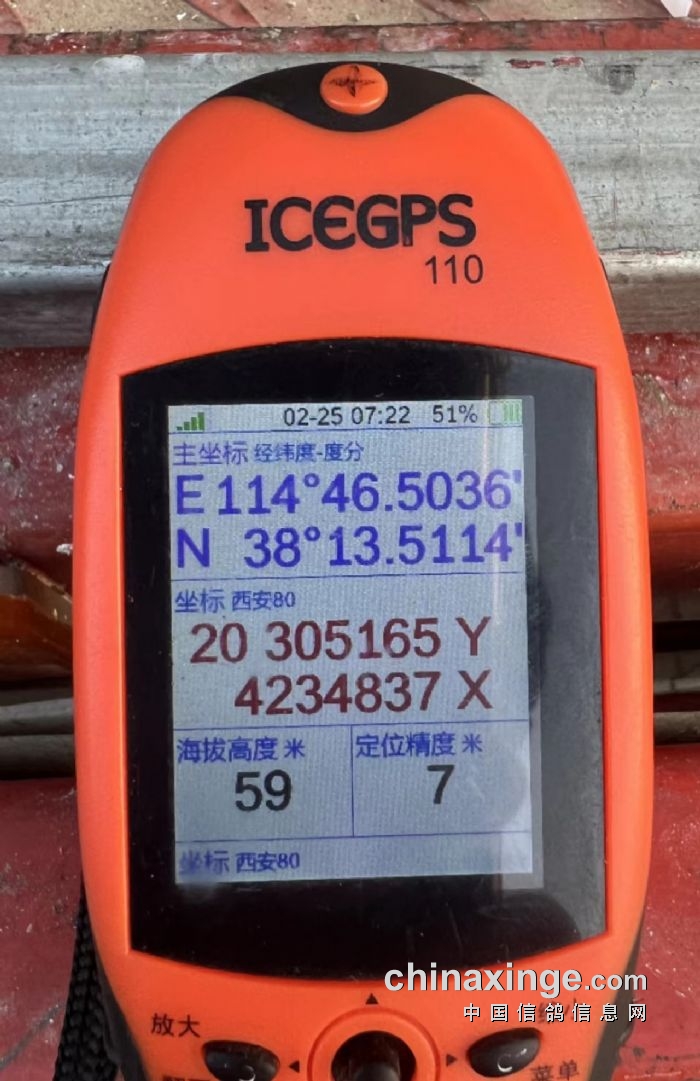 ICEGPS
110
02-25 07:22 51%
主坐标 经纬度-度分
E 114°46.5036'
N 38°13.5114'
坐标 西安80
20 305165 Y
4234837 X
海拔高度 米 定位精度 米
59 7
坐标 西安80
chinaxinge.com
中国信鸽信息网
放大
菜单